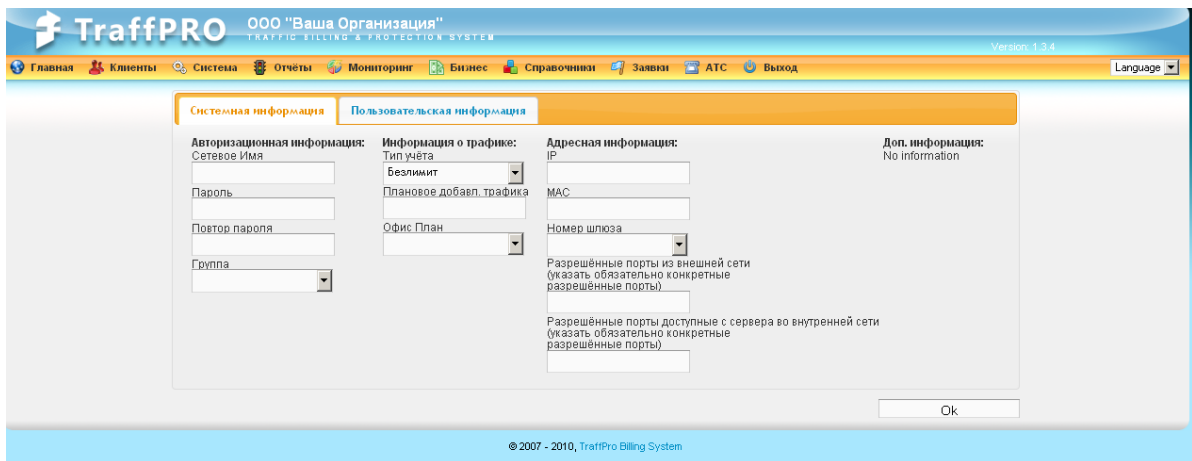 TraffPRO
ООО "Ваша Организация"
TRAFFIC BILLING & PROTECTION SYSTEM
Version: 1.3.4
Главная Клиенты Система Отчёты Мониторинг Бизнес Справочники Заявки АТС Выход Language
Системная информация Пользовательская информация
Авторизационная информация: Информация о трафике: Адресная информация: Доп. информация:
Сетевое Имя Тип учёта IP No information
Безлимит
Пароль Плановое добавл. трафика MAC
Повтор пароля Офис План Номер шлюза
Группа
Разрешённые порты из внешней сети
(указать обязательно конкретные
разрешённые порты)
Разрешённые порты доступные с сервера во внутренней сети
(указать обязательно конкретные
разрешённые порты)
Ok
© 2007 - 2010, TraffPro Billing System